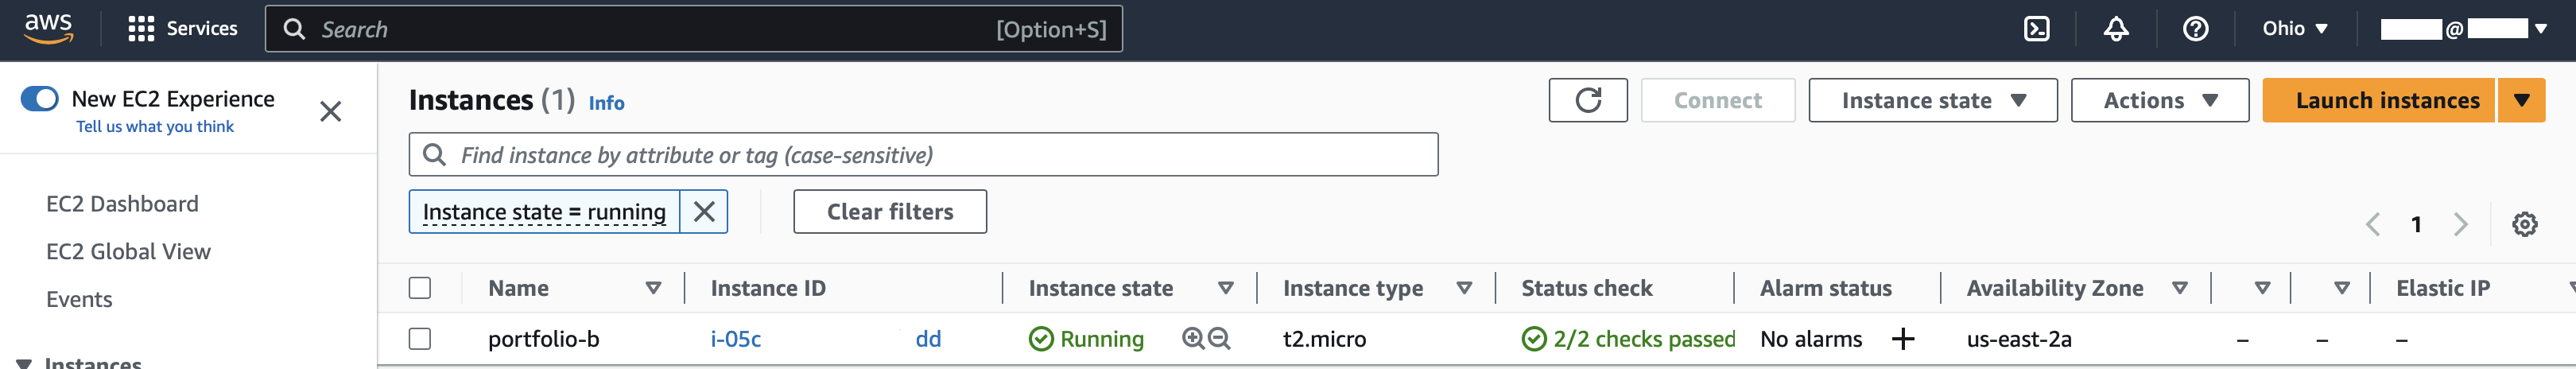 aws Services Search [Option+S] Ohio @
New EC2 Experience
Tell us what you think
EC2 Dashboard
EC2 Global View
Events
Instances
Instances (1) Info Connect Instance state Actions Launch instances
Find instance by attribute or tag (case-sensitive)
Instance state = running Clear filters
1
Name Instance ID Instance state Instance type Status check Alarm status Availability Zone Elastic IP
portfolio-b i-05c dd Running t2.micro 2/2 checks passed No alarms + us-east-2a – – –